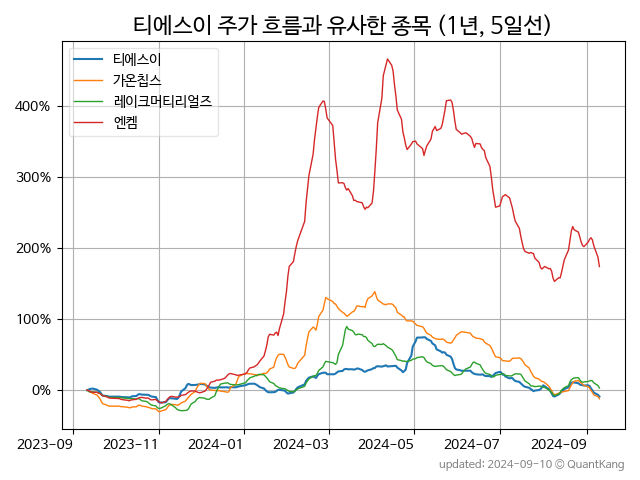 티에스이 주가 흐름과 유사한 종목 (1년, 5일선)
티에스이
가온칩스
레이크머티리얼즈
엔켐
400%
300%
200%
100%
0%
2023-09 2023-11 2024-01 2024-03 2024-05 2024-07 2024-09
updated: 2024-09-10 © QuantKang